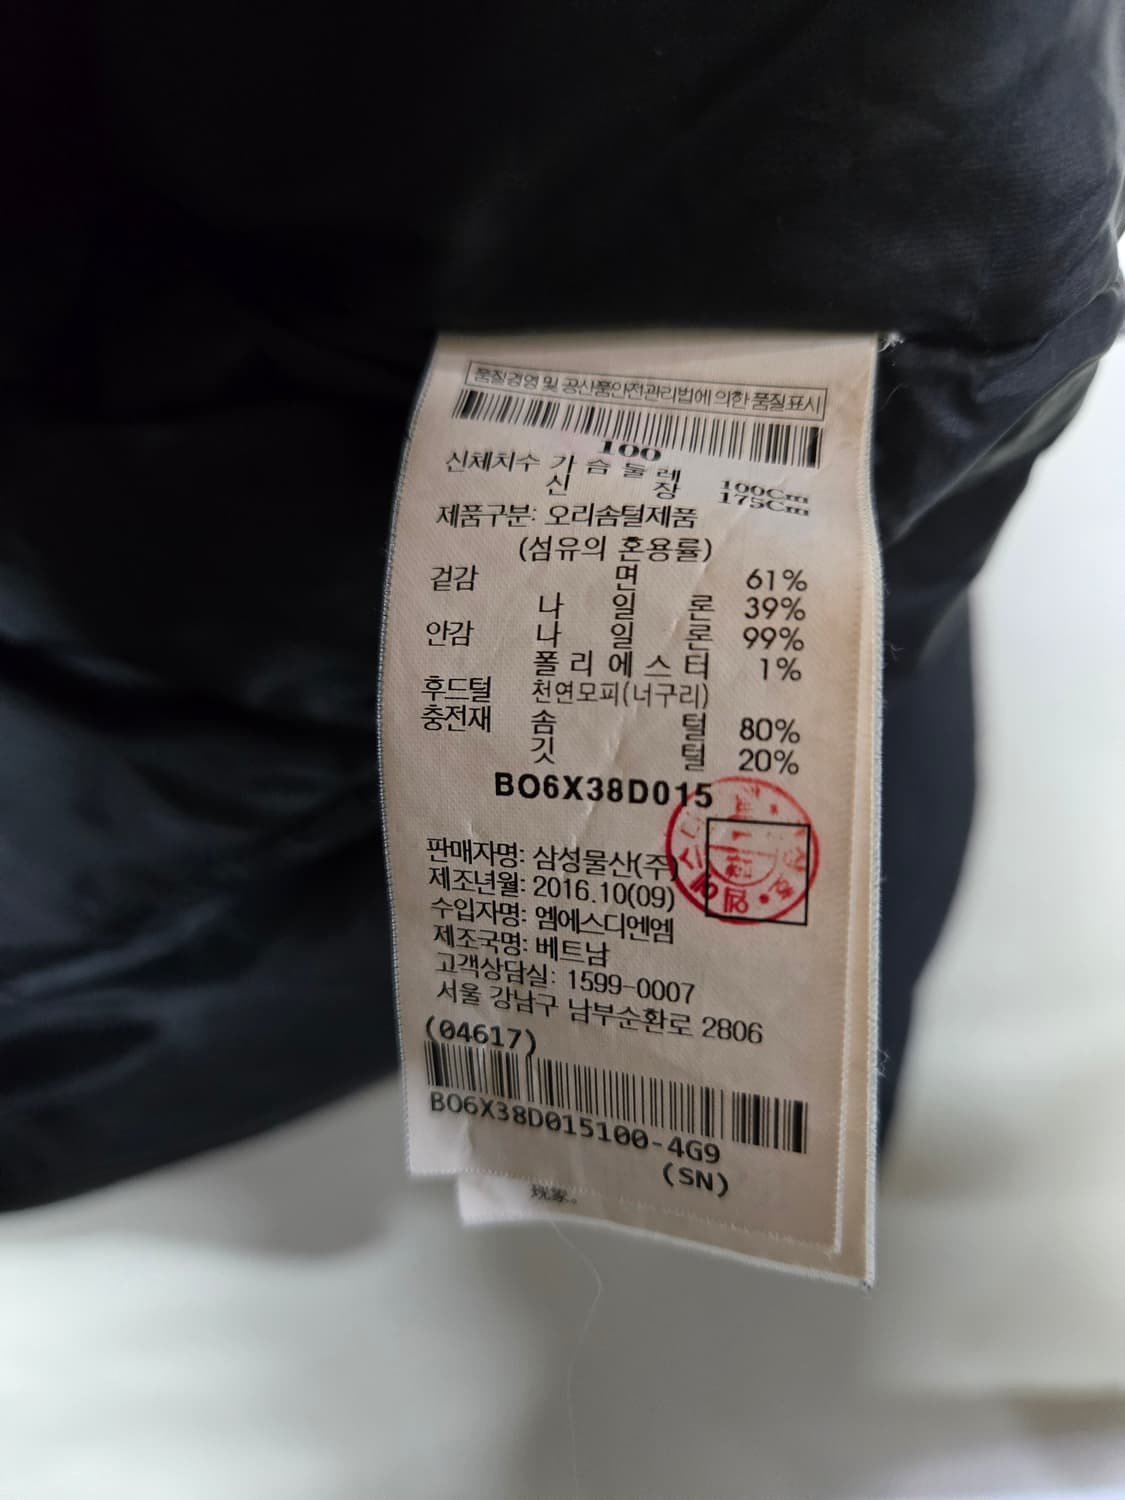 품질경영 및 공산품안전관리법에 의한 품질표시
100
신체치수 가 슴 둘 레 100Cm
신 장 175Cm
제품구분: 오리솜털제품
(섬유의 혼용률)
겉감 면 61%
나 일 론 39%
안감 나 일 론 99%
폴 리 에 스 터 1%
후드털 천연모피(너구리)
충전재 솜 털 80%
깃 털 20%
BO6X38D015
판매자명: 삼성물산(주)
제조년월: 2016.10(09)
수입자명: 엠에스디엔엠
제조국명: 베트남
고객상담실: 1599-0007
서울 강남구 남부순환로 2806
(04617)
BO6X38D015100-4G9
(SN)